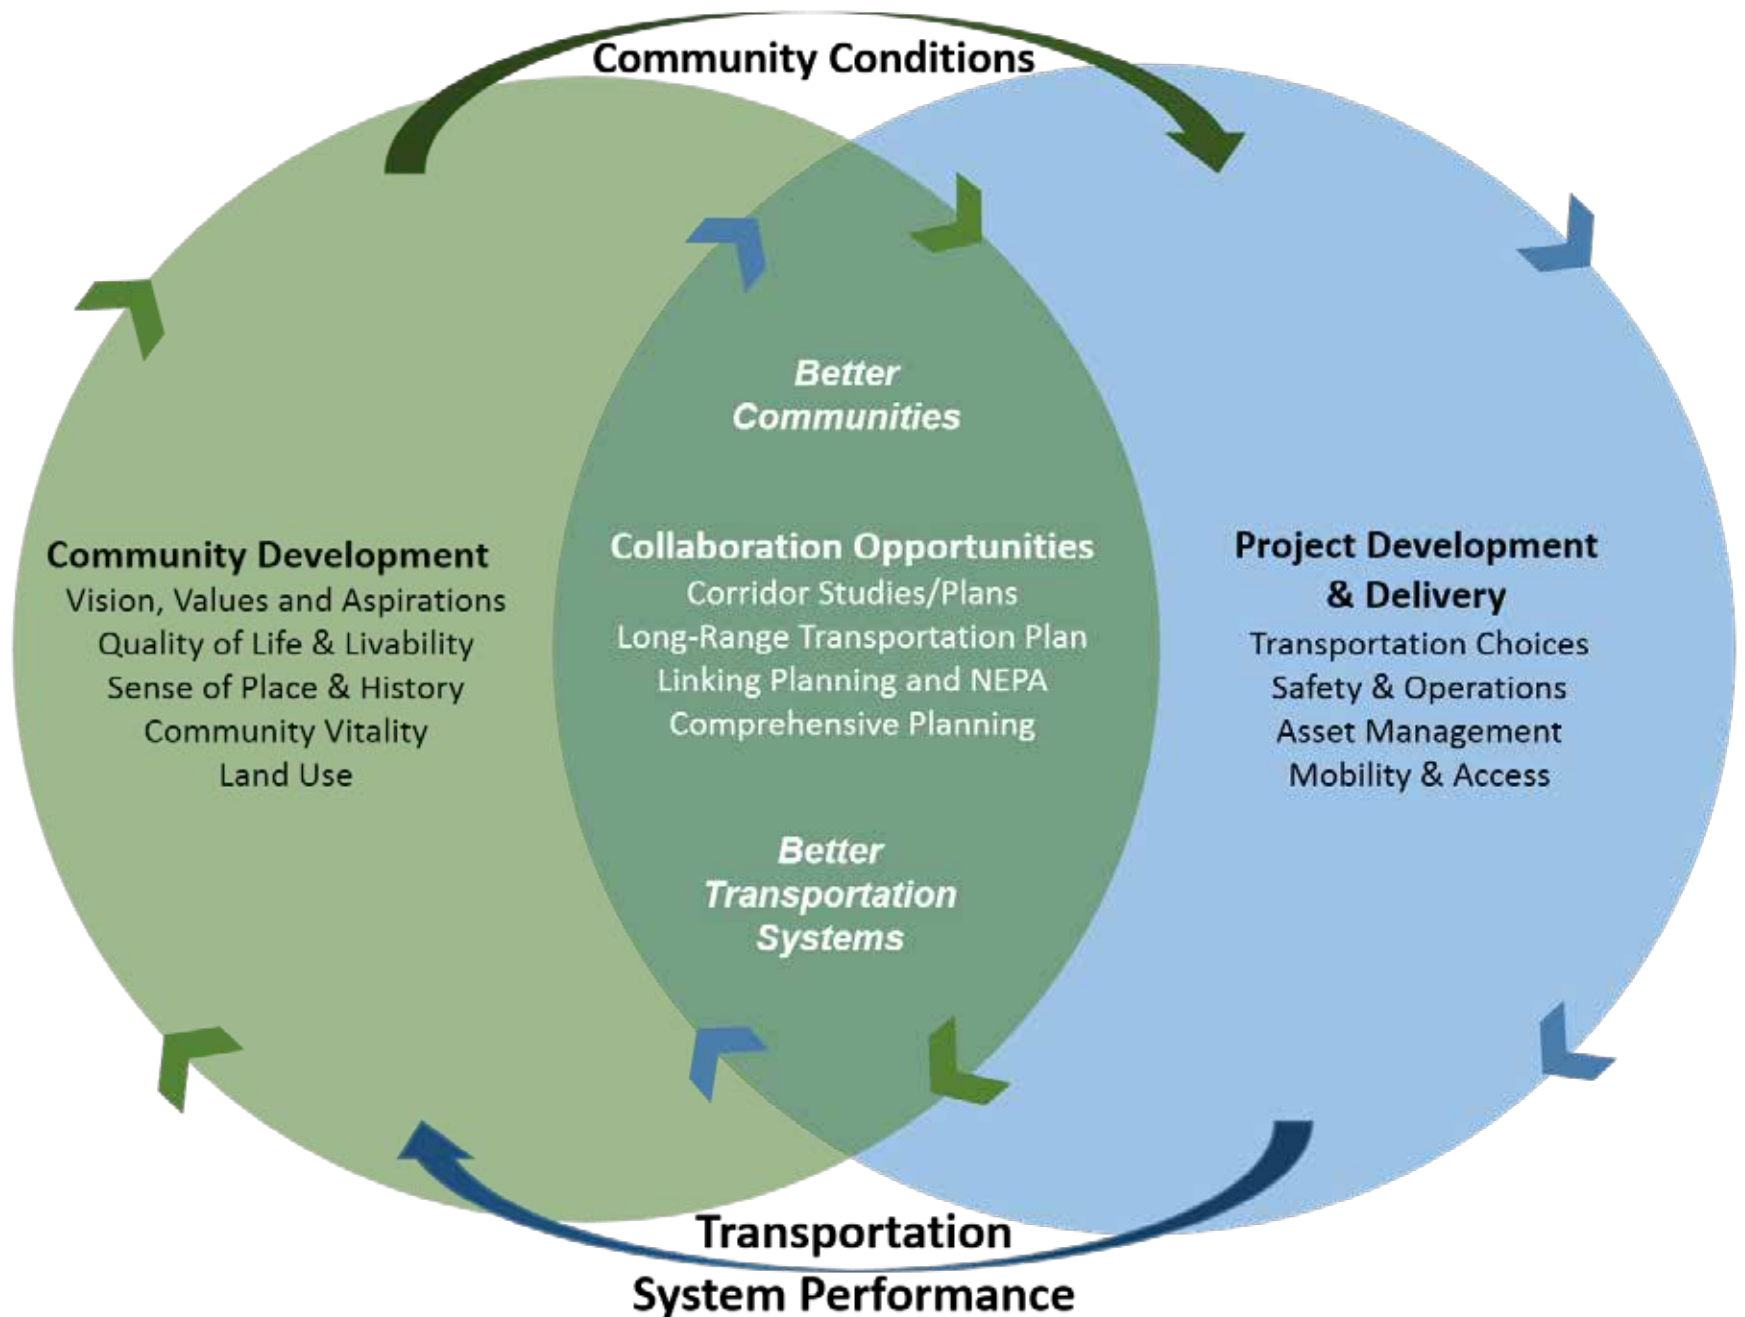 Community Conditions
Better
Communities
Community Development
Vision, Values and Aspirations
Quality of Life & Livability
Sense of Place & History
Community Vitality
Land Use
Collaboration Opportunities
Corridor Studies/Plans
Long-Range Transportation Plan
Linking Planning and NEPA
Comprehensive Planning
Project Development
& Delivery
Transportation Choices
Safety & Operations
Asset Management
Mobility & Access
Better
Transportation
Systems
Transportation
System Performance